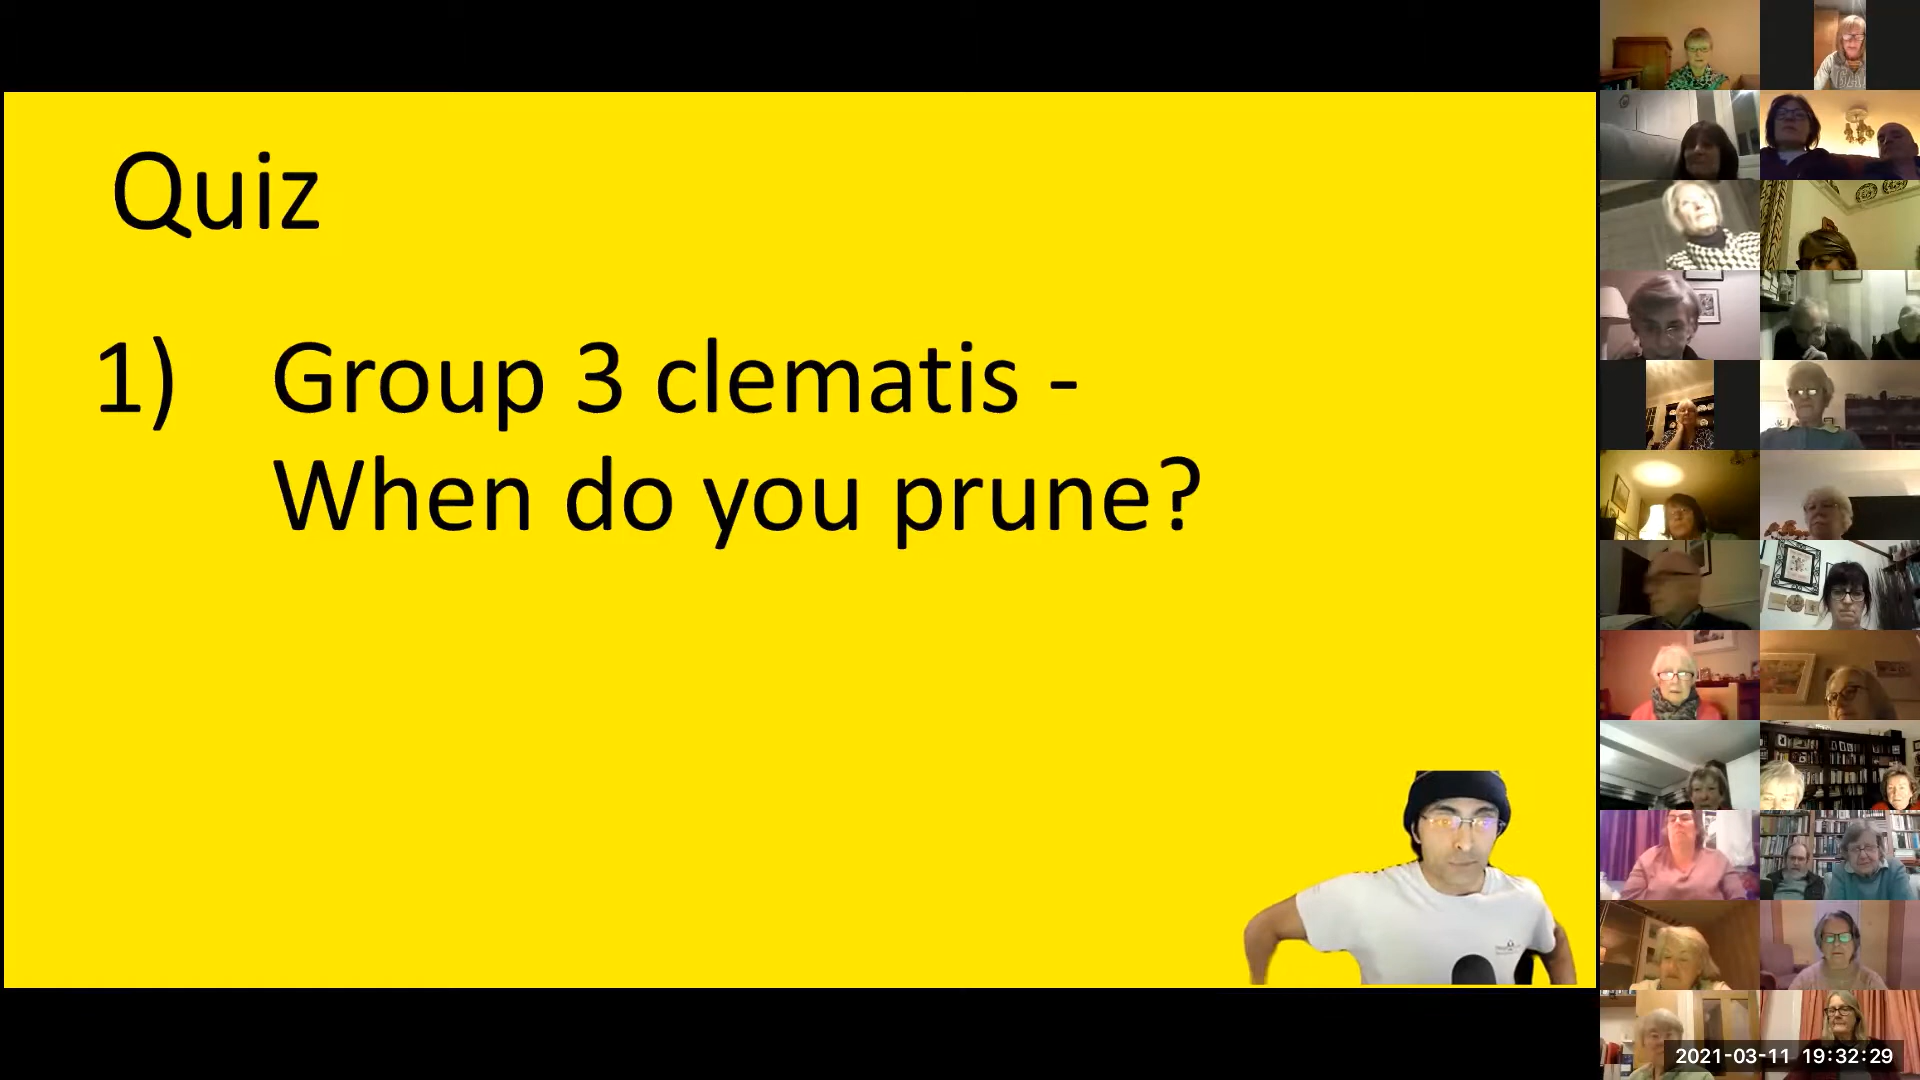 Quiz
1) Group 3 clematis -
When do you prune?
2021-03-11 19:32:29